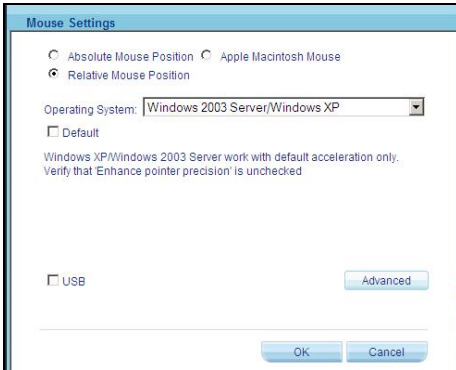 Mouse Settings
Absolute Mouse Position Apple Macintosh Mouse
Relative Mouse Position
Operating System: Windows 2003 Server/Windows XP
Default
Windows XP/Windows 2003 Server work with default acceleration only.
Verify that 'Enhance pointer precision' is unchecked
USB Advanced
OK Cancel